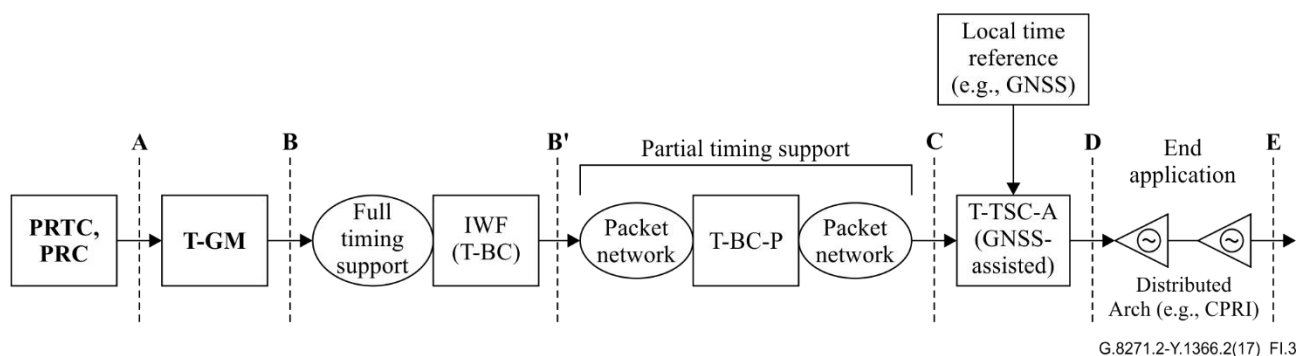 Local time
reference
(e.g., GNSS)
A
B
B'
Partial timing support
C
D
End
application
E
PRTC,
PRC
T-GM
Full
timing
support
IWF
(T-BC)
Packet
network
T-BC-P
Packet
network
T-TSC-A
(GNSS-
assisted)
Distributed
Arch (e.g., CPRI)
G.8271.2-Y.1366.2(17) FI.3